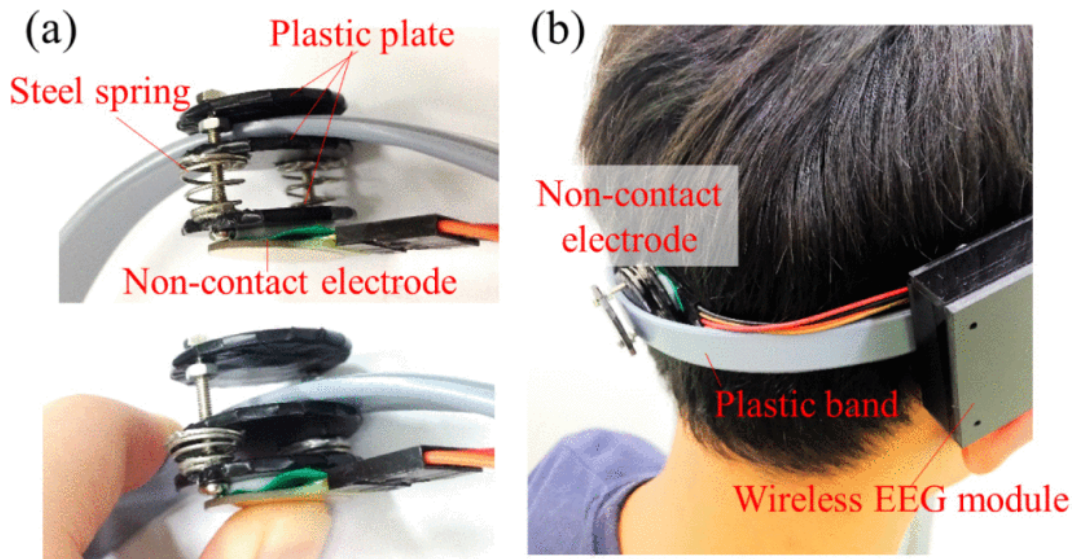 (a)
Plastic plate
Steel spring
Non-contact electrode
(b)
Non-contact
electrode
Plastic band
Wireless EEG module